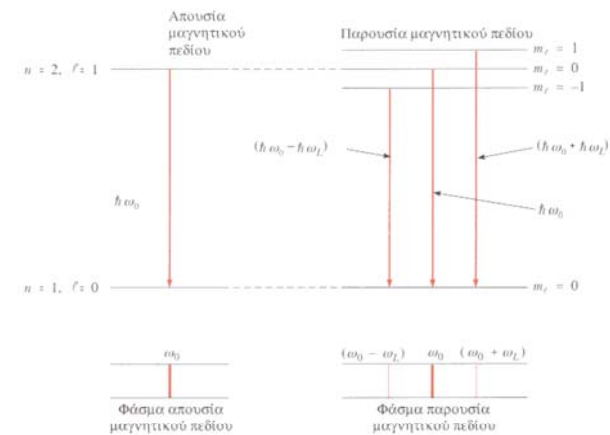 Απουσία
μαγνητικού
πεδίου
Παρουσία μαγνητικού πεδίου
m_ℓ = 1
n = 2, ℓ = 1
m_ℓ = 0
m_ℓ = −1
(ħω₀ − ħω_L)
(ħω₀ + ħω_L)
ħω₀
ħω₀
n = 1, ℓ = 0
m_ℓ = 0
ω₀
(ω₀ − ω_L) ω₀ (ω₀ + ω_L)
Φάσμα απουσία
μαγνητικού πεδίου
Φάσμα παρουσία
μαγνητικού πεδίου